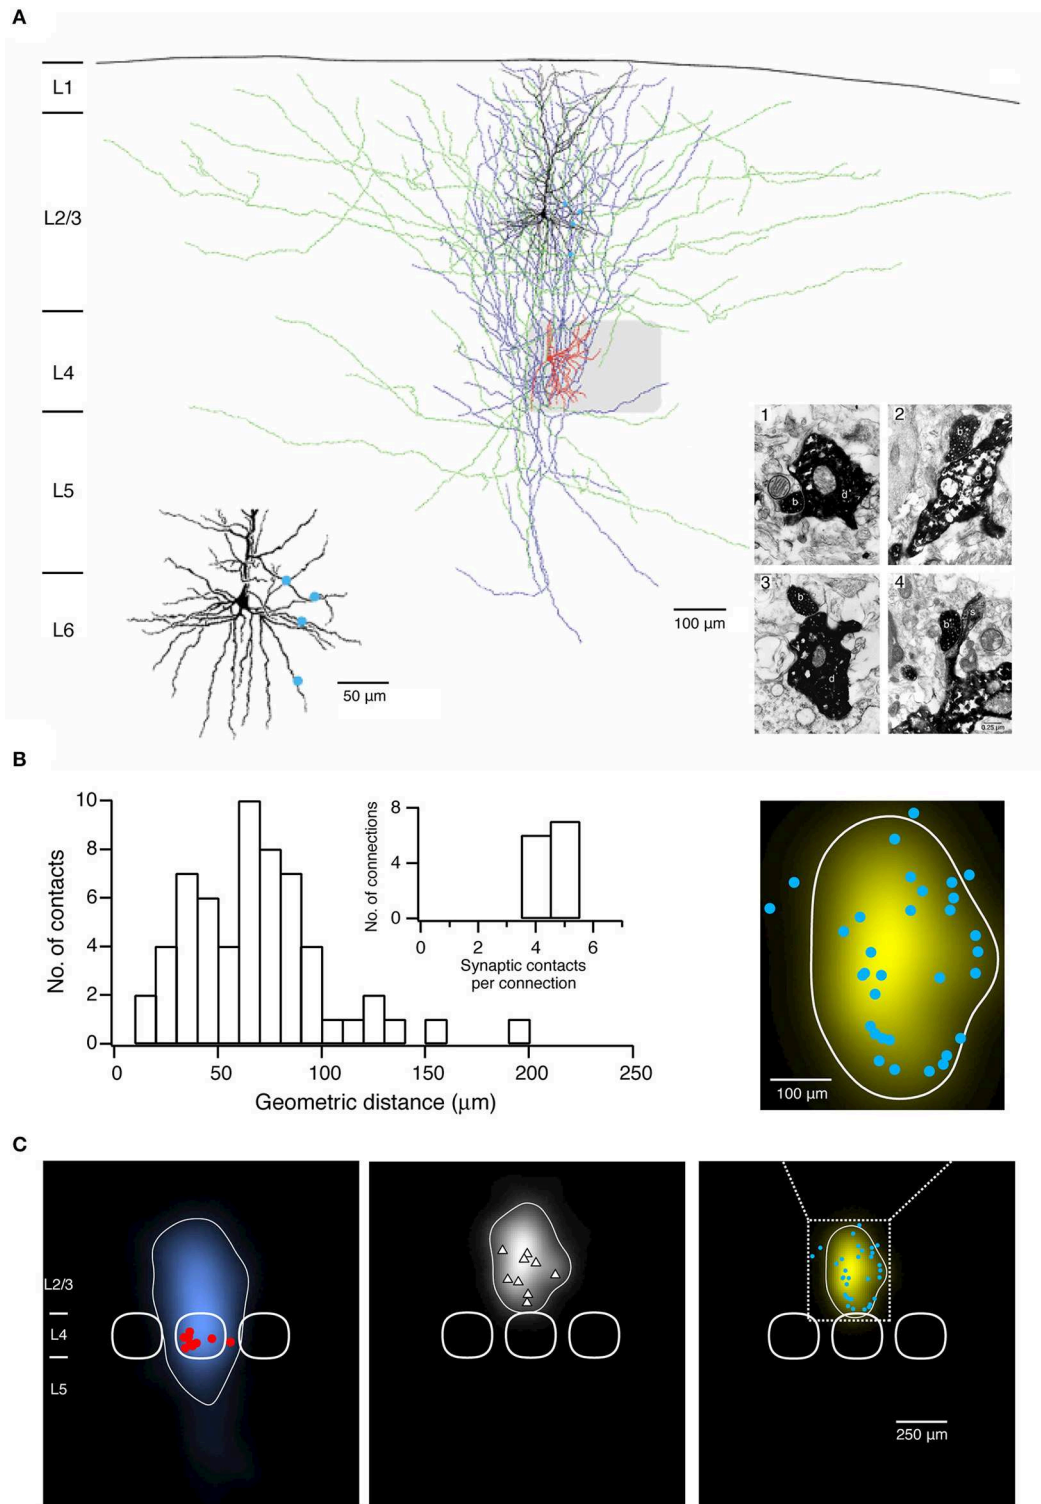 A
L1
L2/3
L4
L5
L6
50 µm
100 µm
1
2
b
d
b
d
3
4
b
d
b
s
0.25 µm
B
10
8
6
4
2
0
No. of contacts
0
50
100
150
200
250
Geometric distance (µm)
8
4
0
No. of connections
0
2
4
6
Synaptic contacts
per connection
100 µm
C
L2/3
L4
L5
250 µm